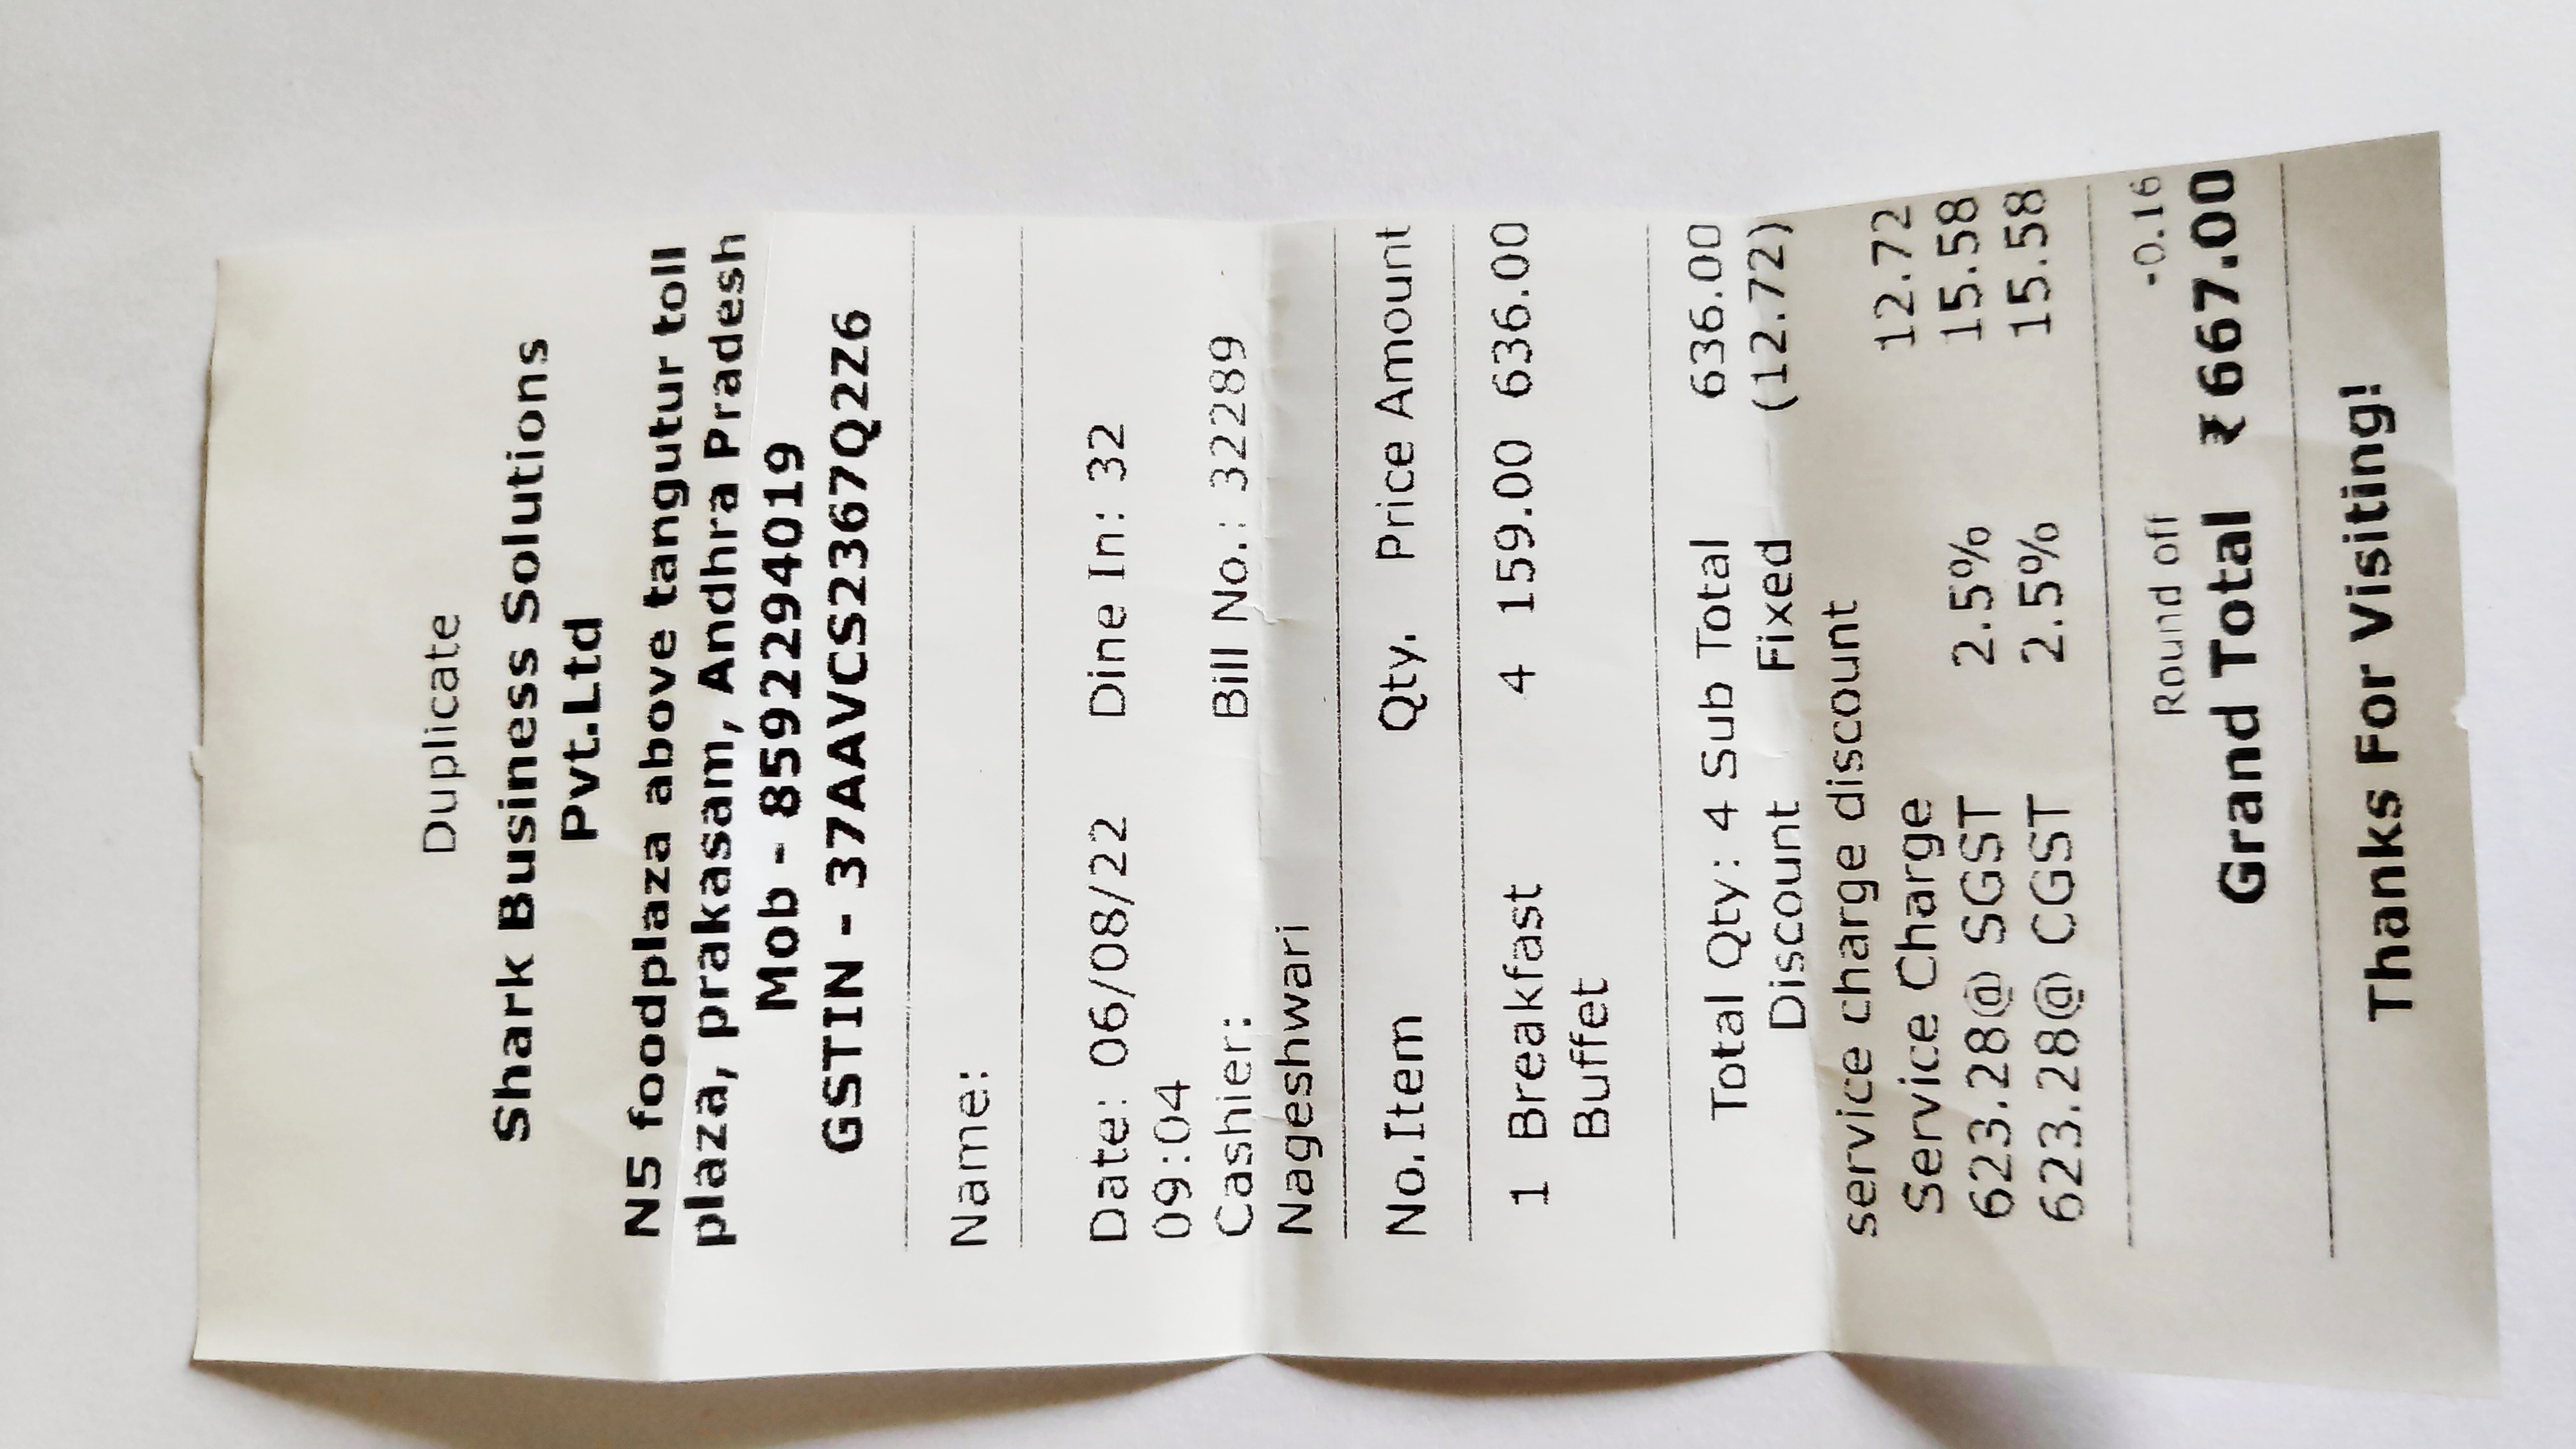 Duplicate
Shark Business Solutions
Pvt.Ltd
N5 foodplaza above tangutur toll
plaza, prakasam, Andhra Pradesh
Mob - 8592294019
GSTIN - 37AAVCS2367Q2Z6
Name:
Date: 06/08/22 Dine In: 32
09:04
Cashier: Bill No.: 32289
Nageshwari
No. Item Qty. Price Amount
1 Breakfast 4 159.00 636.00
Buffet
Total Qty: 4 Sub Total 636.00
Discount Fixed (12.72)
service charge discount
Service Charge 12.72
623.28@ SGST 2.5% 15.58
623.28@ CGST 2.5% 15.58
Round off -0.16
Grand Total ₹667.00
Thanks For Visiting!